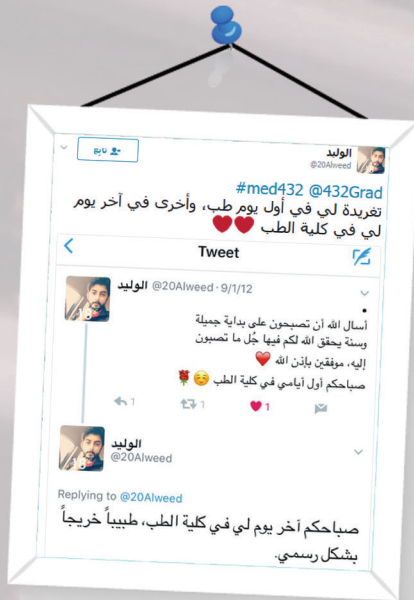 الوليد
@20Alweed
تابع
#med432 @432Grad
تغريدة لي في أول يوم طب، وأخرى في آخر يوم
لي في كلية الطب ❤❤
Tweet
الوليد @20Alweed · 9/1/12
•
أسال الله أن تصبحون على بداية جميلة
وسنة يحقق الله لكم فيها جُل ما تصبون
إليه، موفقين بإذن الله ❤
صباحكم أول أيامي في كلية الطب ☺🌹
1 1 1
الوليد
@20Alweed
Replying to @20Alweed
صباحكم آخر يوم لي في كلية الطب، طبيباً خريجاً
بشكل رسمي.